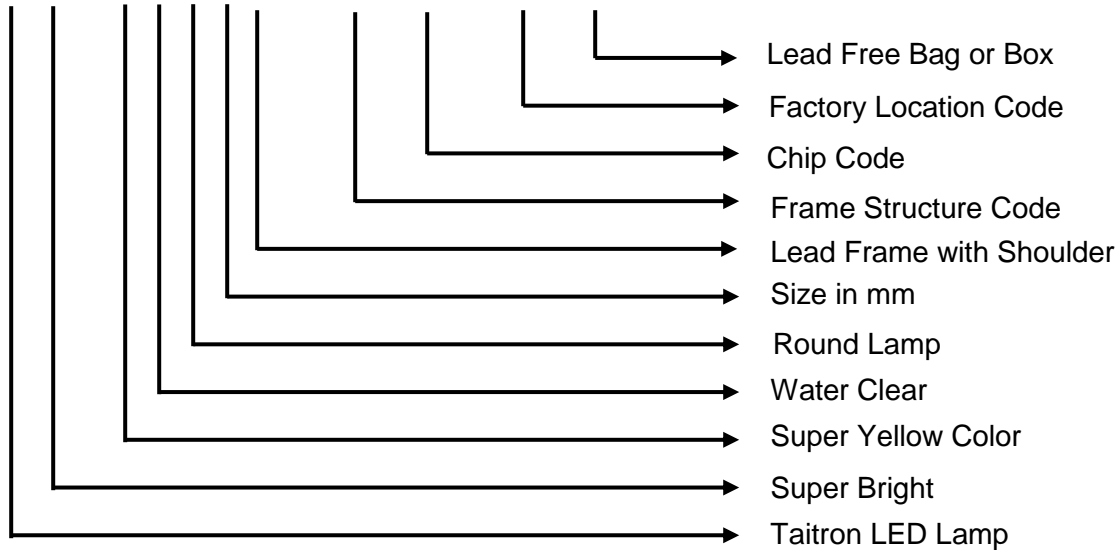 Lead Free Bag or Box
Factory Location Code
Chip Code
Frame Structure Code
Lead Frame with Shoulder
Size in mm
Round Lamp
Water Clear
Super Yellow Color
Super Bright
Taitron LED Lamp